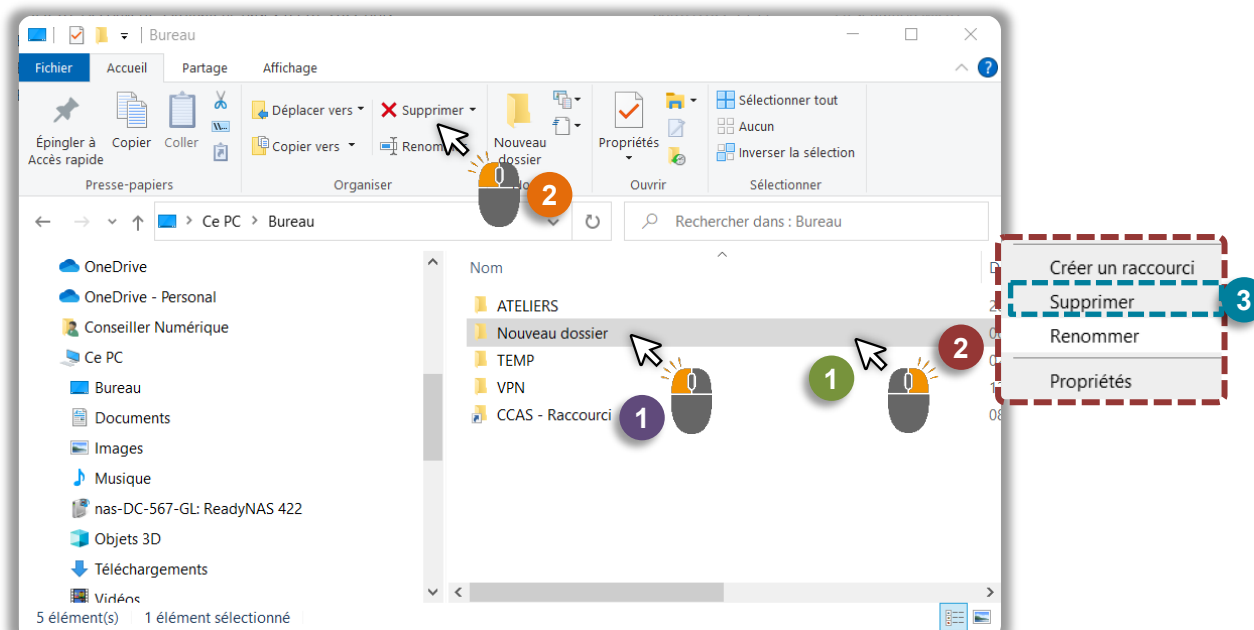 Bureau
Fichier Accueil Partage Affichage
?
Épingler à Accès rapide
Copier
Coller
W...
Déplacer vers
Copier vers
Supprimer
Renom
Nouveau dossier
Propriétés
Sélectionner tout
Aucun
Inverser la sélection
Presse-papiers Organiser Ouvrir Sélectionner
2
Ce PC > Bureau
Rechercher dans : Bureau
OneDrive
OneDrive - Personal
Conseiller Numérique
Ce PC
Bureau
Documents
Images
Musique
nas-DC-567-GL: ReadyNAS 422
Objets 3D
Téléchargements
Vidéos
Nom
ATELIERS
Nouveau dossier
TEMP
VPN
CCAS - Raccourci
1
1
2
Créer un raccourci
Supprimer
3
Renommer
Propriétés
5 élément(s) 1 élément sélectionné